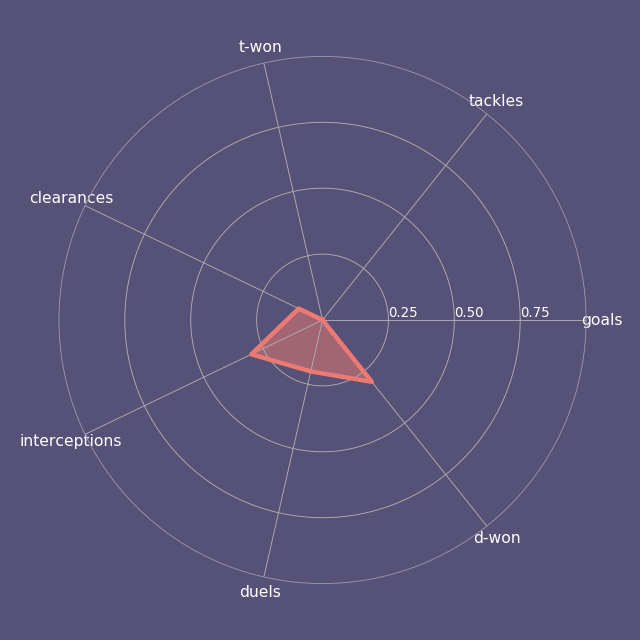 t-won
tackles
clearances
0.25
0.50
0.75
goals
interceptions
d-won
duels